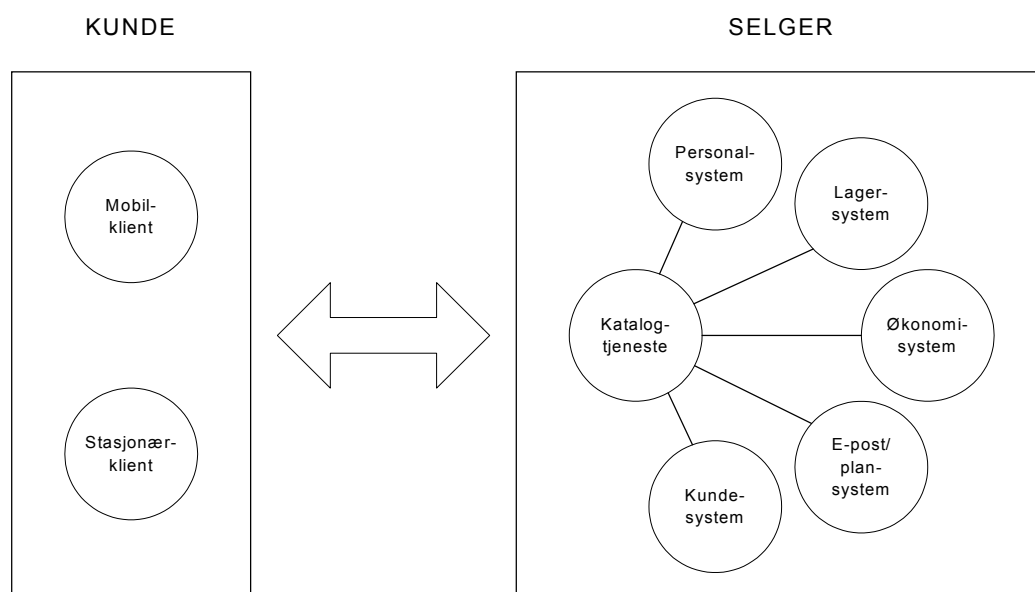 KUNDE
SELGER
Mobil-
klient
Stasjonær-
klient
Personal-
system
Lager-
system
Katalog-
tjeneste
Økonomi-
system
E-post/
plan-
system
Kunde-
system